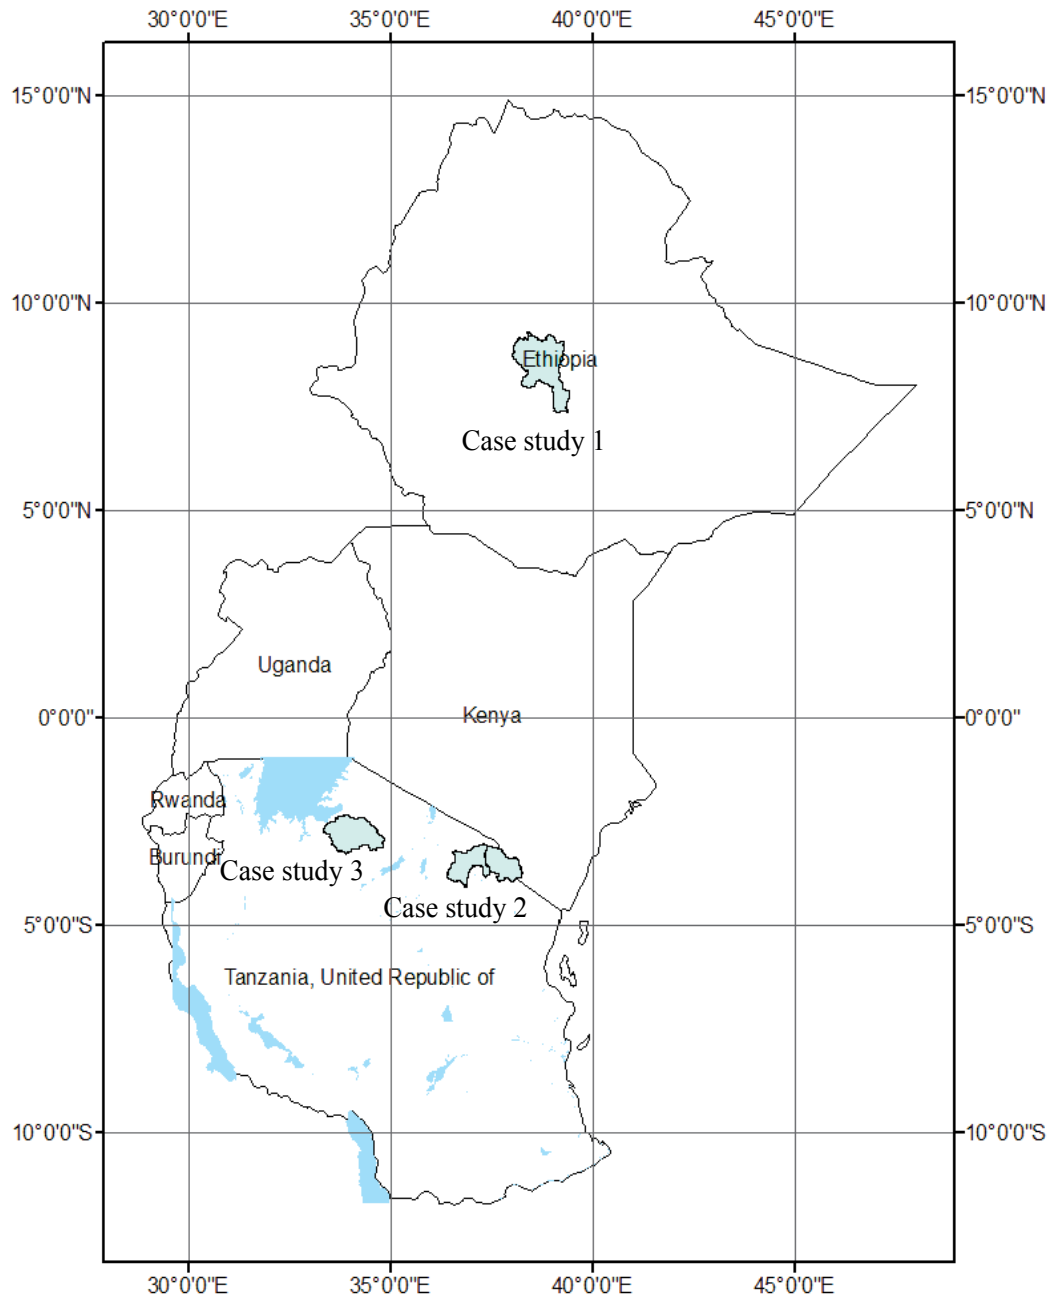 30°0'0"E 35°0'0"E 40°0'0"E 45°0'0"E
15°0'0"N 15°0'0"N
10°0'0"N 10°0'0"N
Ethiopia
Case study 1
5°0'0"N 5°0'0"N
Uganda
0°0'0" Kenya 0°0'0"
Rwanda
Burundi
Case study 3
Case study 2
5°0'0"S 5°0'0"S
Tanzania, United Republic of
10°0'0"S 10°0'0"S
30°0'0"E 35°0'0"E 40°0'0"E 45°0'0"E